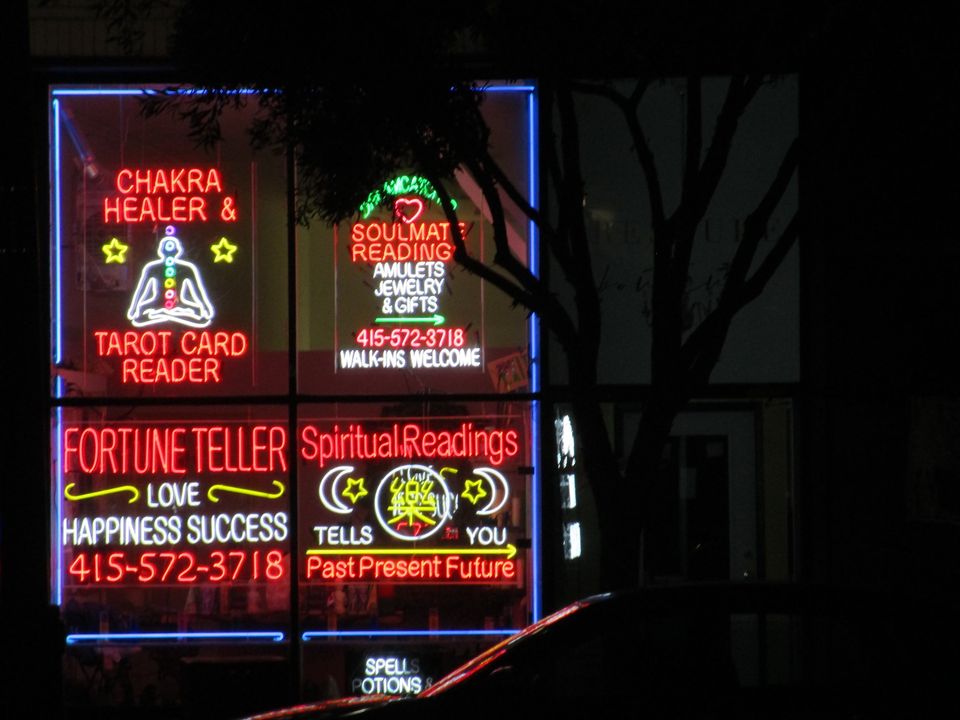 CHAKRA
HEALER &
TAROT CARD
READER
SOULMATE
READING
AMULETS
JEWELRY
& GIFTS
415-572-3718
WALK-INS WELCOME
FORTUNE TELLER
LOVE
HAPPINESS SUCCESS
415-572-3718
Spiritual Readings
樂
TELLS YOU
Past Present Future
SPELLS
POTIONS &